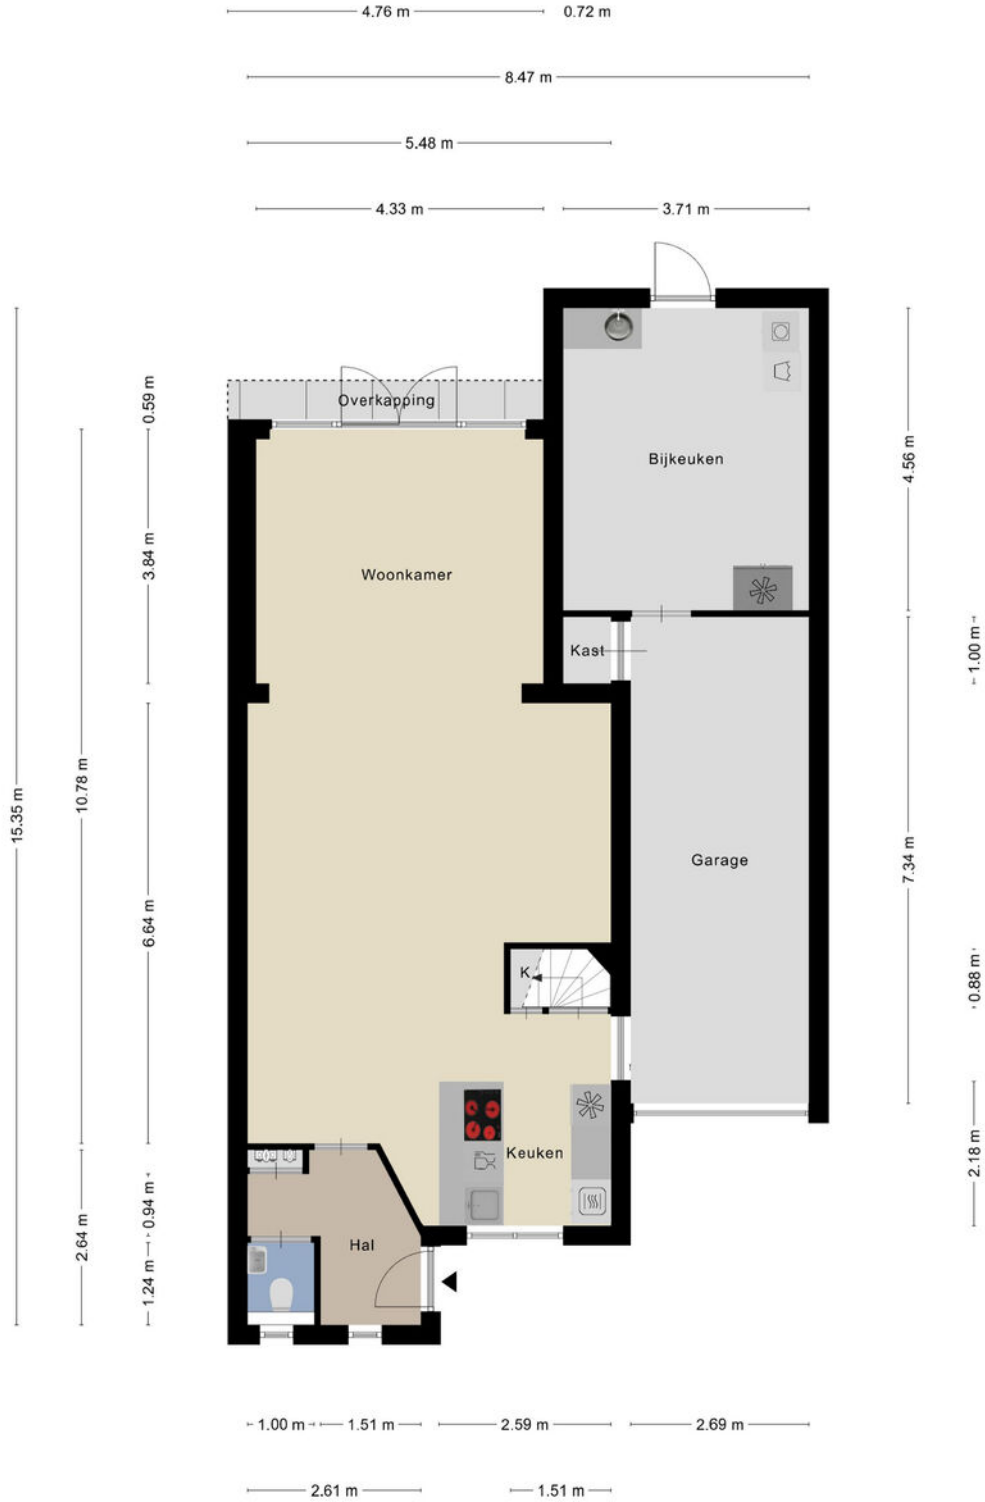 4.76 m
0.72 m
8.47 m
5.48 m
4.33 m
3.71 m
0.59 m
Overkapping
4.56 m
Bijkeuken
3.84 m
Woonkamer
1.00 m
Kast
10.78 m
15.35 m
Garage
7.34 m
6.64 m
K
0.88 m
Keuken
2.18 m
0.94 m
Hal
2.64 m
1.24 m
1.00 m
1.51 m
2.59 m
2.69 m
2.61 m
1.51 m